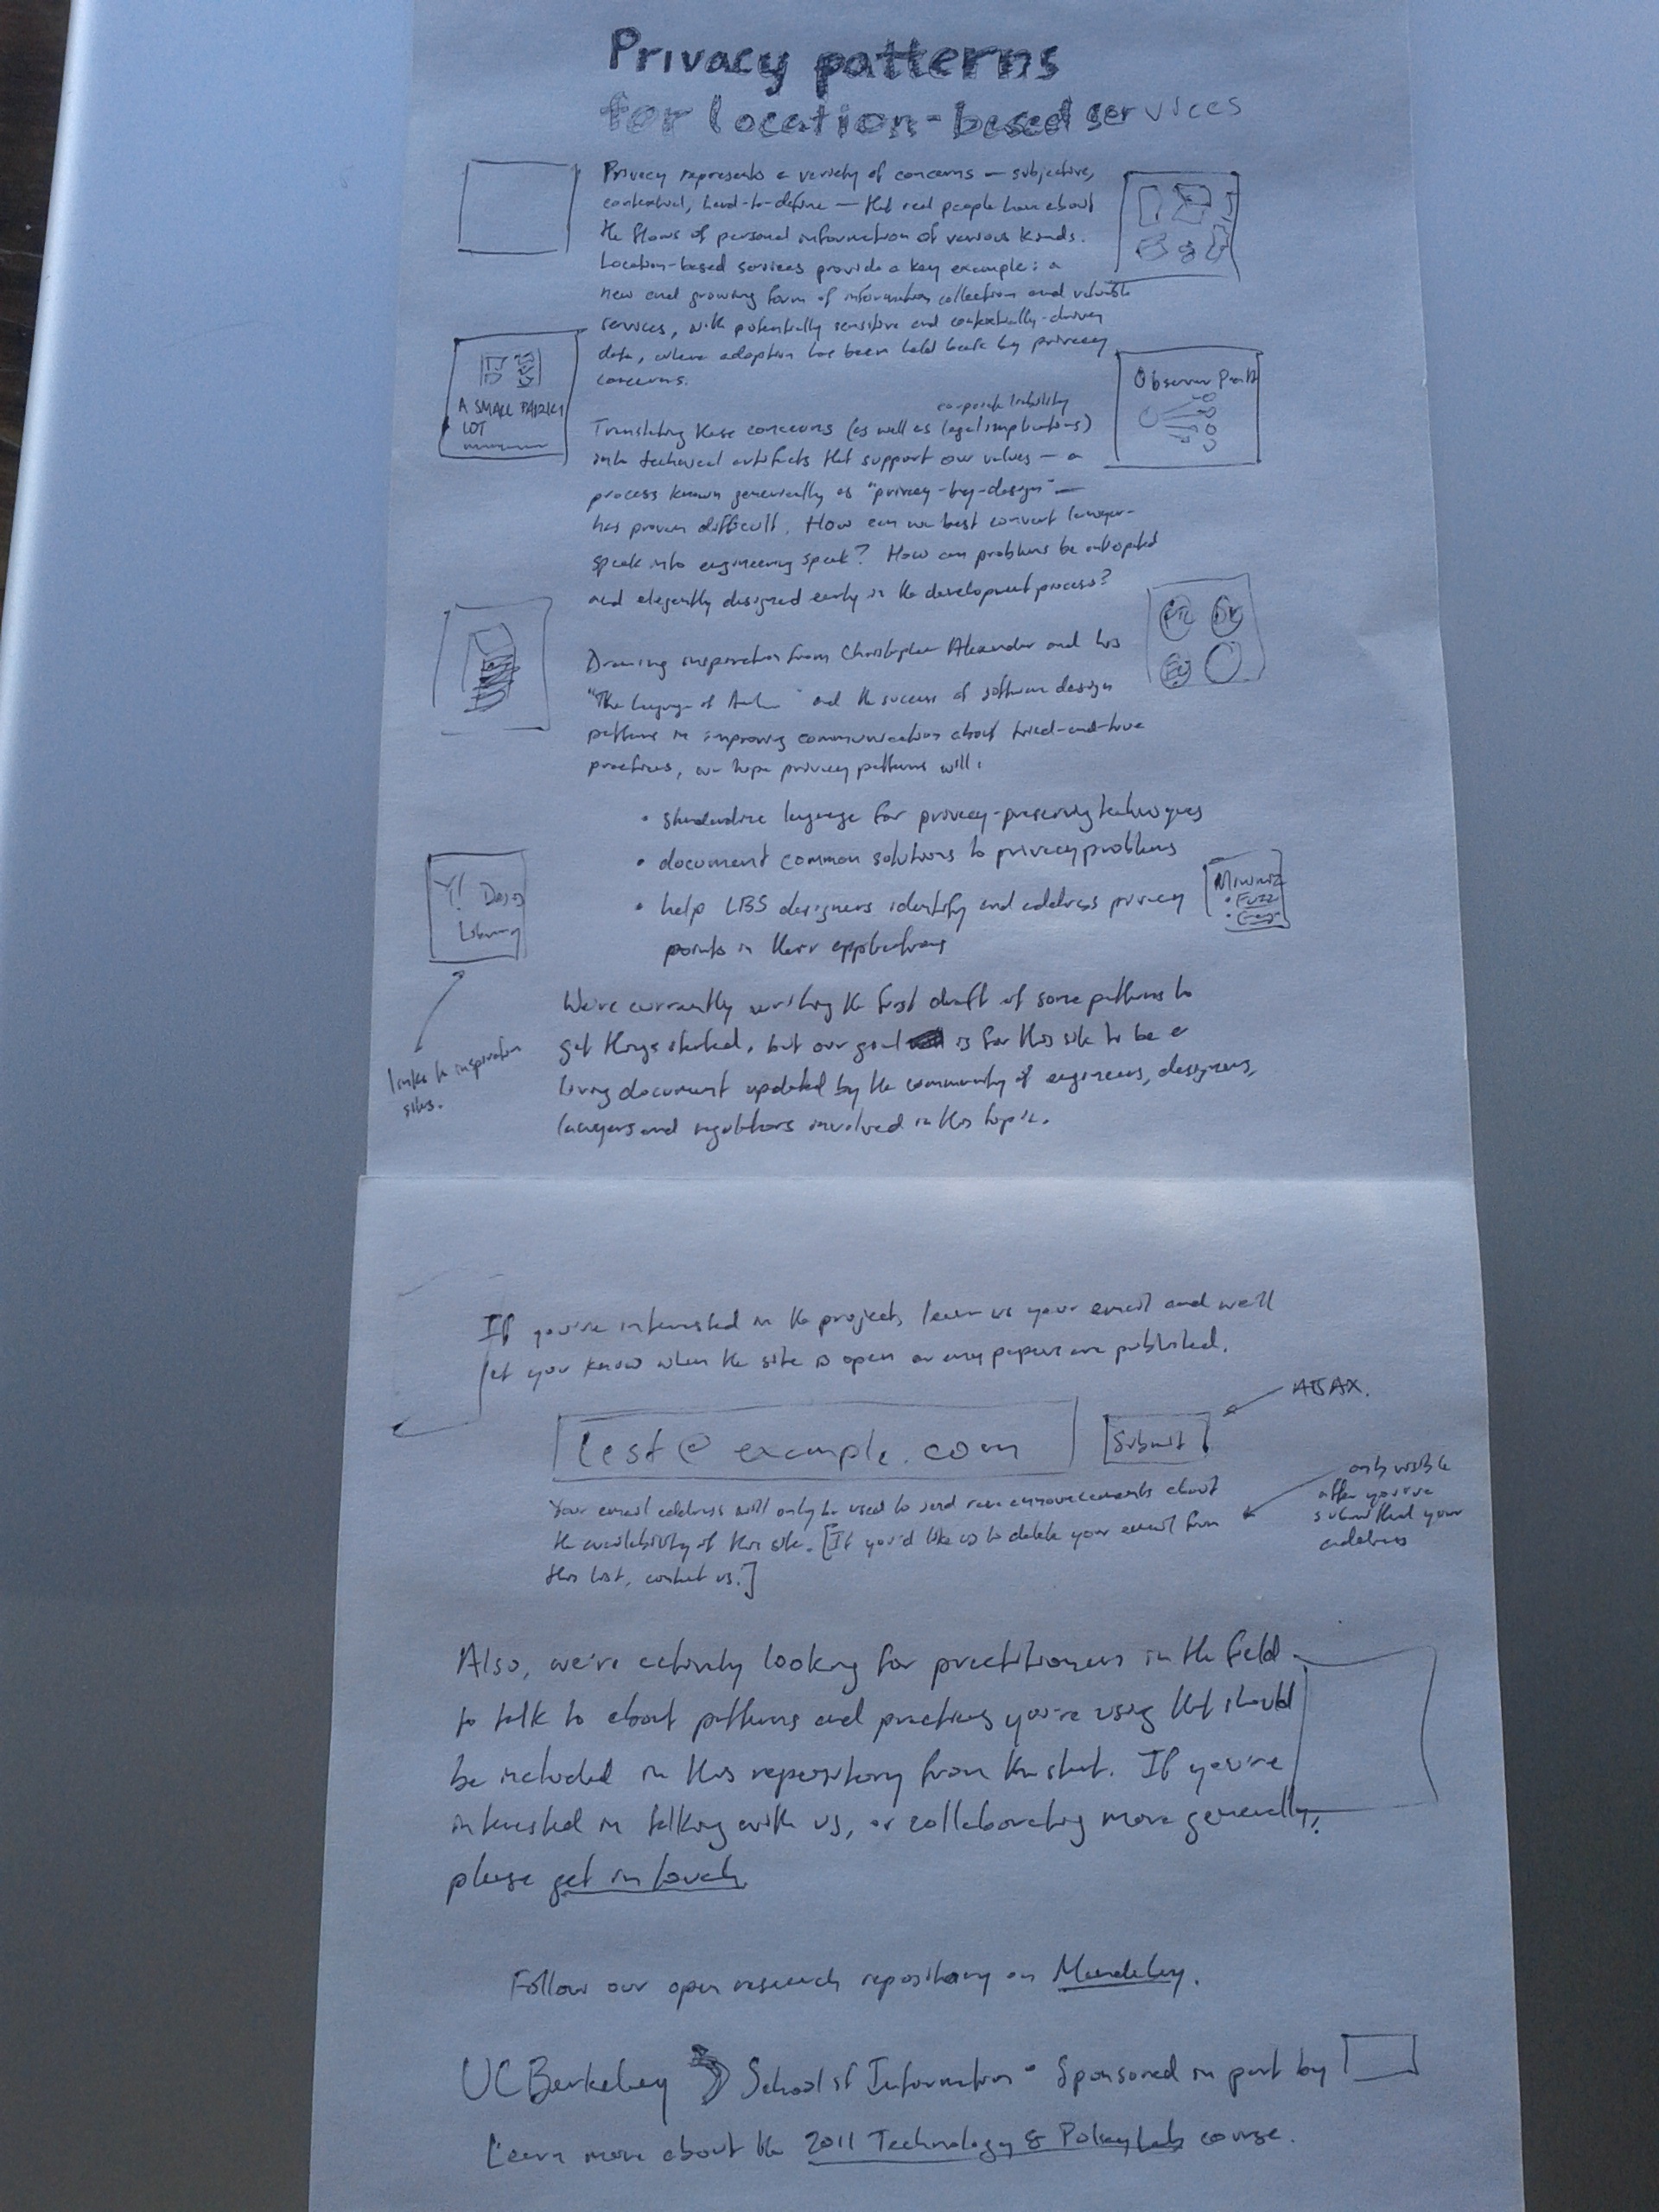 Privacy patterns
for location-based services
Privacy represents a variety of concerns — subjective,
contextual, hard-to-define — that real people have about
the flows of personal information of various kinds.
Location-based services provide a key example: a
new and growing form of information collection and valuable
services, with potentially sensitive and contextually-driven
data, where adoption has been held back by privacy
concerns.
A SMALL PARKING
LOT
Observer Pattern
corporate liability
Translating these concerns (as well as legal implications)
into technical artifacts that support our values — a
process known generically as "privacy-by-design" —
has proven difficult. How can we best convert lawyer-
speak into engineering speak? How can problems be anticipated
and elegantly designed early in the development process?
Drawing inspiration from Christopher Alexander and his
"The language of" and the success of software design
patterns in improving communication about tried-and-true
practices, we hope privacy patterns will:
• standardize language for privacy-preserving techniques
• document common solutions to privacy problems
• help LBS designers identify and address privacy
points in their applications
Y!
Library
Minimiz
• Fuzz
links to inspiration
sites.
We're currently writing the first draft of some patterns to
get things started, but our goal is for this site to be a
living document updated by the community of engineers, designers,
lawyers and regulators involved in this topic.
If you're interested in the project, leave us your email and we'll
let you know when the site is open or any papers are published.
AJAX.
test@example.com
Submit
Your email address will only be used to send rare announcements about
the availability of this site. [If you'd like us to delete your email from
this list, contact us.]
only visible
after you've
submitted your
address
Also, we're actively looking for practitioners in the field
to talk to about patterns and practices you're using that should
be included in this repository from the start. If you're
interested in talking with us, or collaborating more generally,
please get in touch.
Follow our open research repository on Mendeley.
UC Berkeley School of Information · Sponsored in part by
Learn more about the 2011 Technology & Policy Lab course.